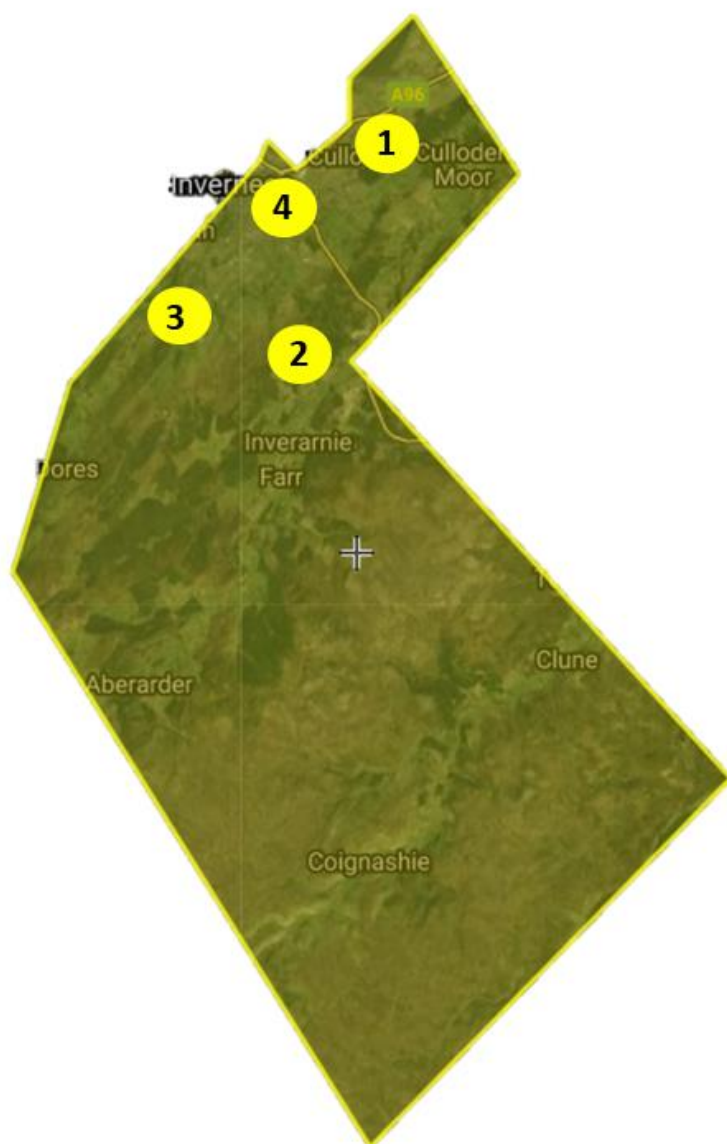 A96
1
Culloden
Moor
4
3
2
Dores
Inverarnie
Farr
Clune
Aberarder
Coignashie